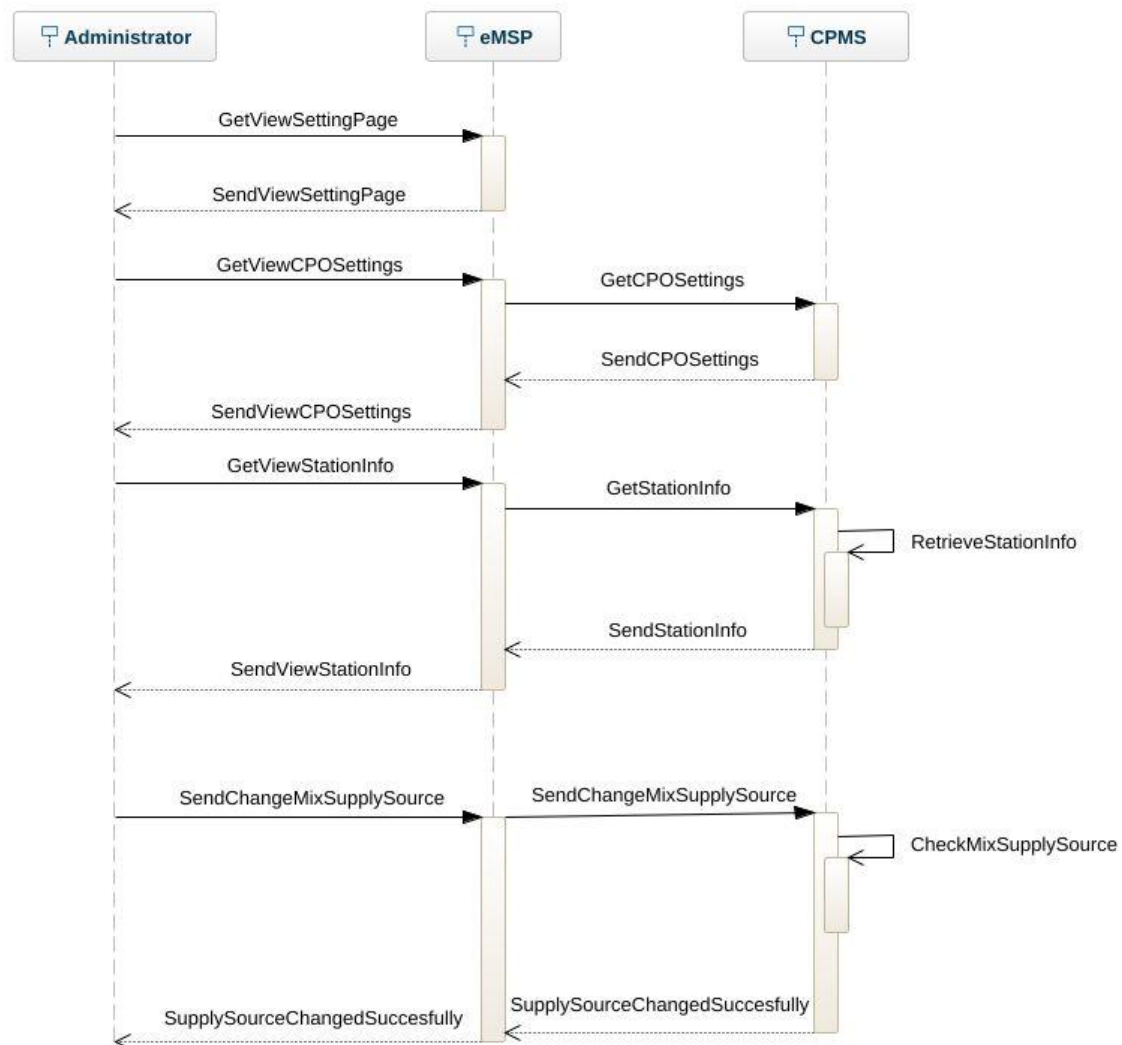 Administrator
eMSP
CPMS
GetViewSettingPage
SendViewSettingPage
GetViewCPOSettings
GetCPOSettings
SendCPOSettings
SendViewCPOSettings
GetViewStationInfo
GetStationInfo
RetrieveStationInfo
SendStationInfo
SendViewStationInfo
SendChangeMixSupplySource
SendChangeMixSupplySource
CheckMixSupplySource
SupplySourceChangedSuccesfully
SupplySourceChangedSuccesfully